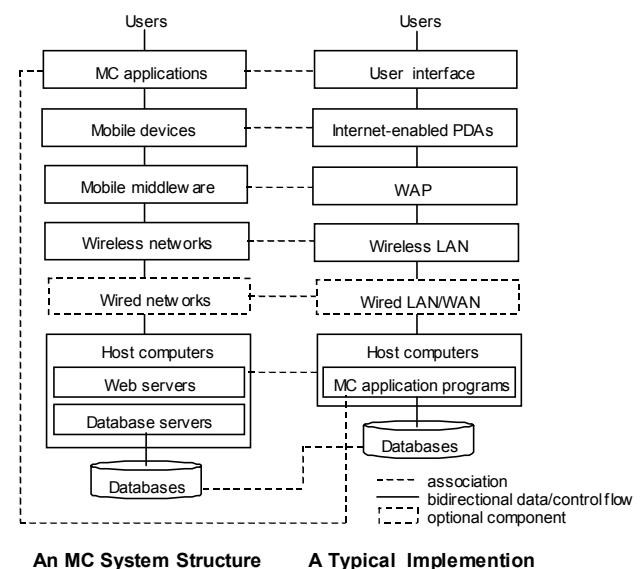 Users
MC applications
Mobile devices
Mobile middleware
Wireless networks
Wired networks
Host computers
Web servers
Database servers
Databases
An MC System Structure
Users
User interface
Internet-enabled PDAs
WAP
Wireless LAN
Wired LAN/WAN
Host computers
MC application programs
Databases
association
bidirectional data/control flow
optional component
A Typical Implemention